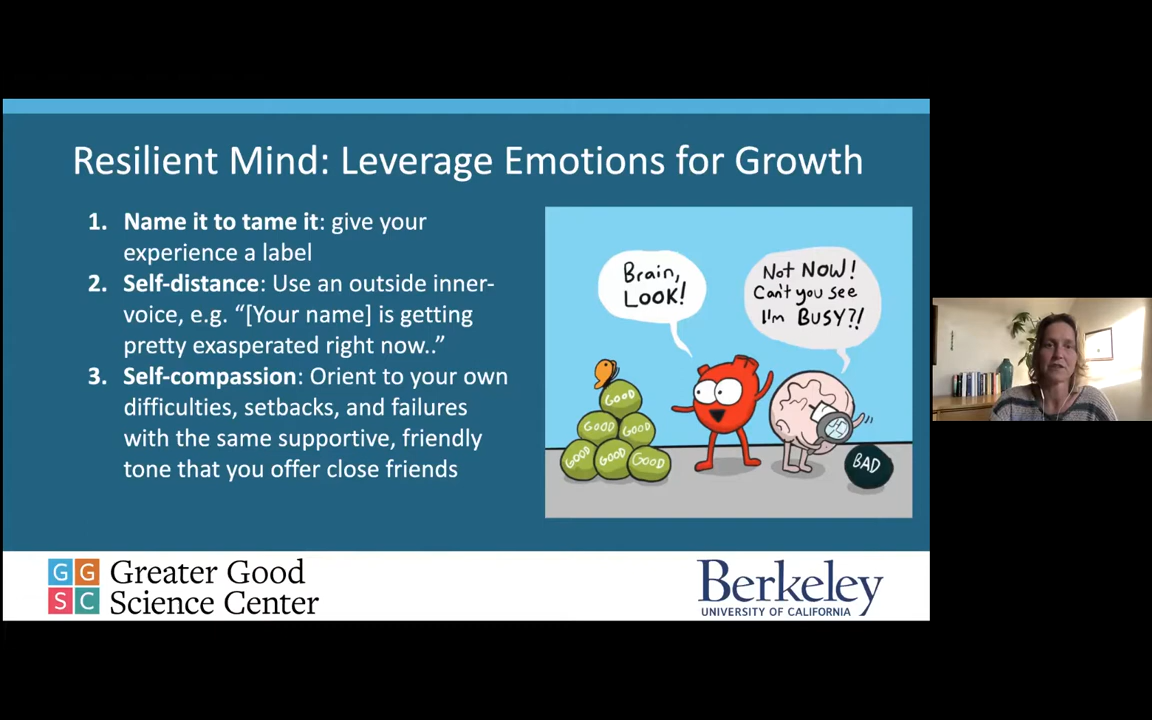 Resilient Mind: Leverage Emotions for Growth
1. Name it to tame it: give your
experience a label
2. Self-distance: Use an outside inner-
voice, e.g. “[Your name] is getting
pretty exasperated right now..”
3. Self-compassion: Orient to your own
difficulties, setbacks, and failures
with the same supportive, friendly
tone that you offer close friends
Brain,
LOOK!
Not NOW!
Can't you see
I'm BUSY?!
GOOD
GOOD GOOD
GOOD GOOD GOOD
BAD
G G
S C
Greater Good
Science Center
Berkeley
UNIVERSITY OF CALIFORNIA